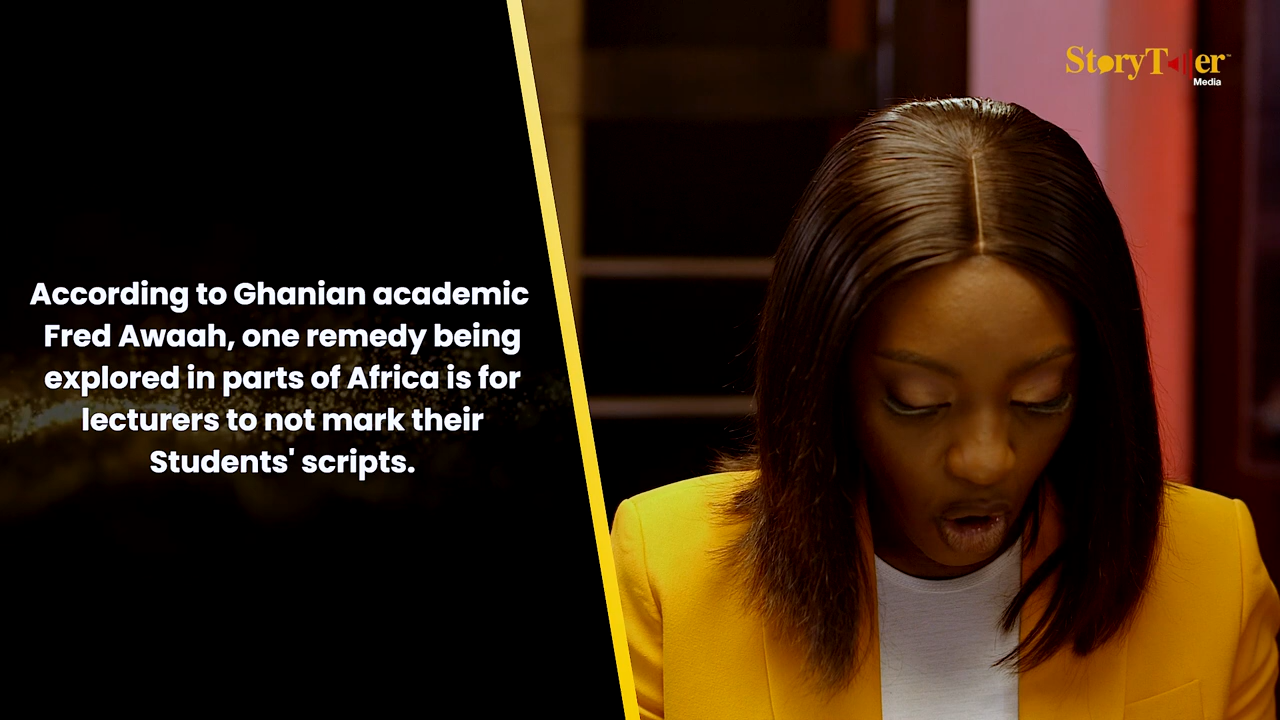 According to Ghanian academic
Fred Awaah, one remedy being
explored in parts of Africa is for
lecturers to not mark their
Students' scripts.
StoryTeller
Media